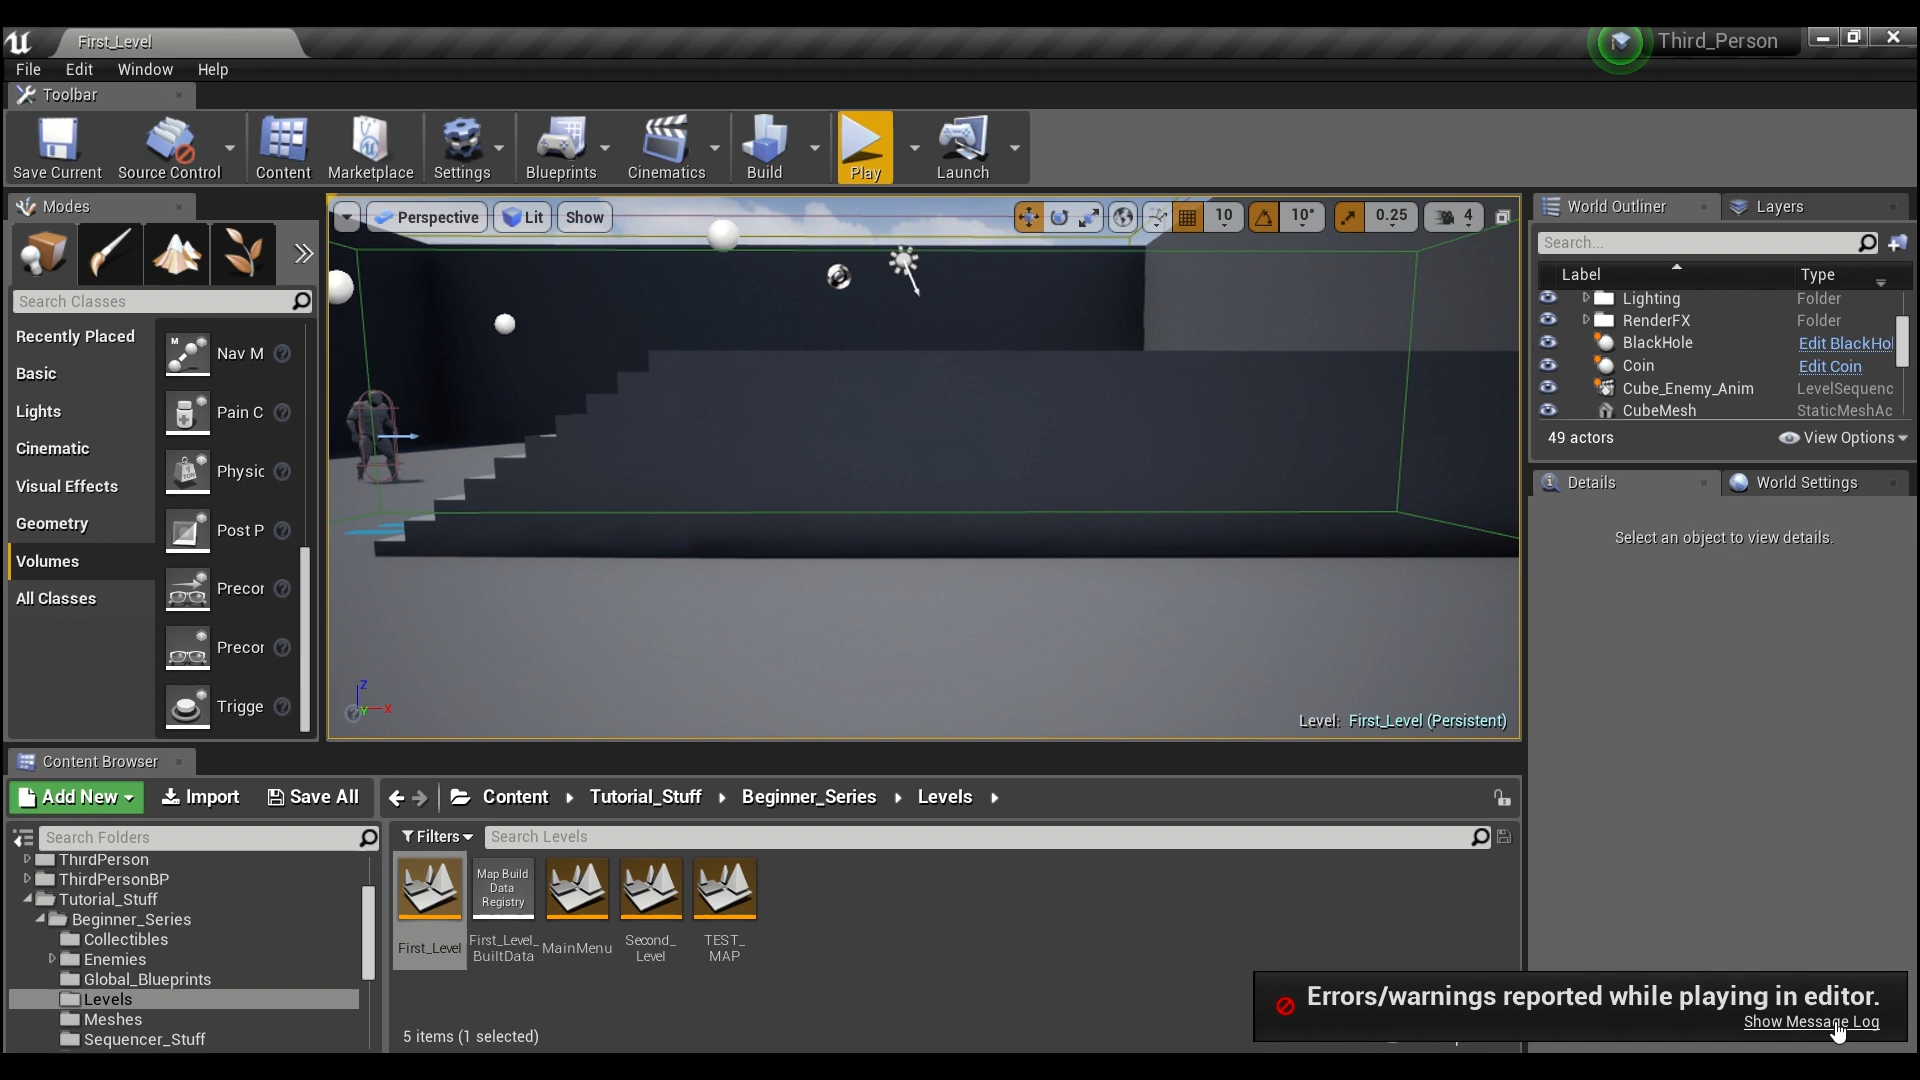 First_Level
Third_Person
File Edit Window Help
Toolbar
Save Current Source Control Content Marketplace Settings Blueprints Cinematics Build Play Launch
Modes
Search Classes
Recently Placed
Basic
Lights
Cinematic
Visual Effects
Geometry
Volumes
All Classes
Nav M
Pain C
Physic
Post P
Precor
Precor
Trigge
Perspective Lit Show 10 10° 0.25 4
Z
Y X
Level: First_Level (Persistent)
World Outliner Layers
Search...
Label Type
Lighting Folder
RenderFX Folder
BlackHole Edit BlackHol
Coin Edit Coin
Cube_Enemy_Anim LevelSequenc
CubeMesh StaticMeshAc
49 actors View Options
Details World Settings
Select an object to view details.
Content Browser
Add New Import Save All Content Tutorial_Stuff Beginner_Series Levels
Search Folders
ThirdPerson
ThirdPersonBP
Tutorial_Stuff
Beginner_Series
Collectibles
Enemies
Global_Blueprints
Levels
Meshes
Sequencer_Stuff
Filters Search Levels
Map Build
Data
Registry
First_Level
First_Level_
BuiltData
MainMenu
Second_
Level
TEST_
MAP
5 items (1 selected)
Errors/warnings reported while playing in editor.
Show Message Log